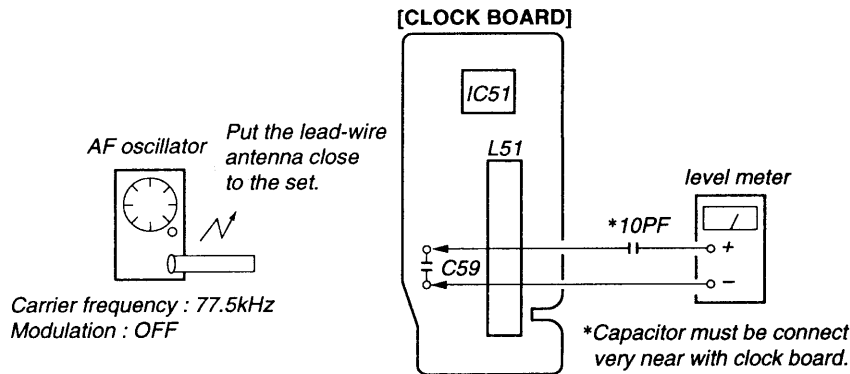 [CLOCK BOARD]
IC51
AF oscillator
Put the lead-wire
antenna close
to the set.
L51
level meter
*10PF
+
C59
−
Carrier frequency : 77.5kHz
Modulation : OFF
*Capacitor must be connect
very near with clock board.